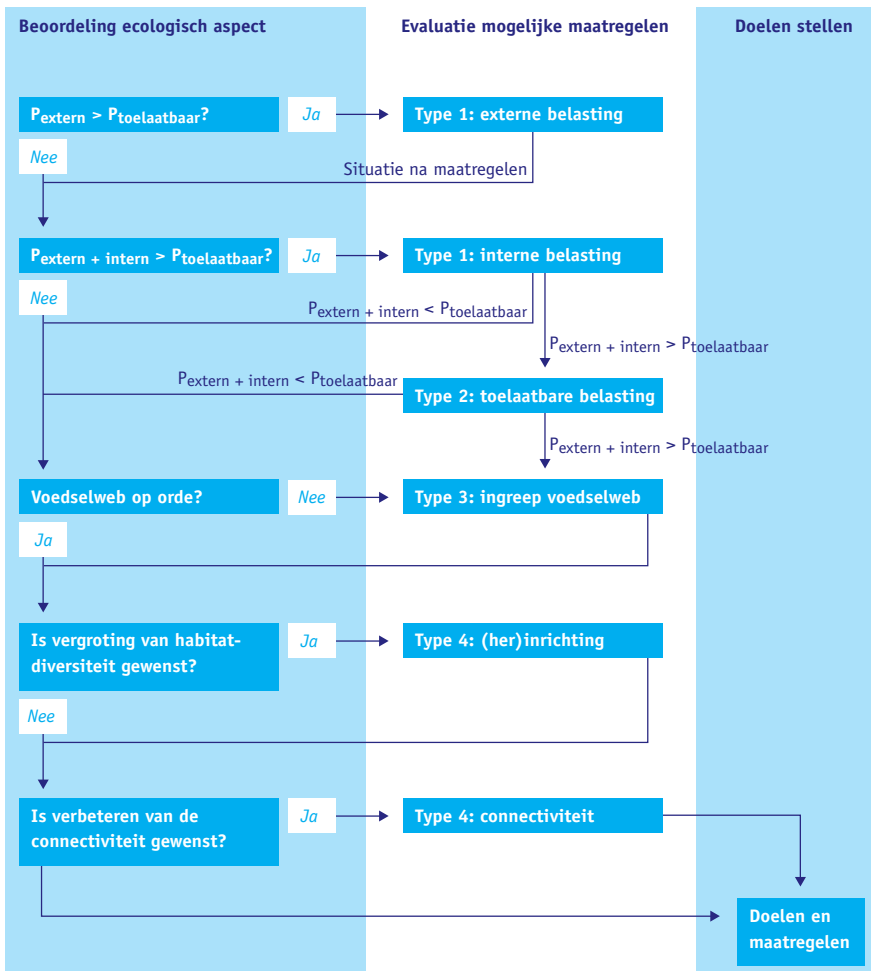 Beoordeling ecologisch aspect
Evaluatie mogelijke maatregelen
Doelen stellen
Pextern > Ptoelaatbaar?
Ja
Type 1: externe belasting
Nee
Situatie na maatregelen
Pextern + intern > Ptoelaatbaar?
Ja
Type 1: interne belasting
Nee
Pextern + intern < Ptoelaatbaar
Pextern + intern > Ptoelaatbaar
Pextern + intern < Ptoelaatbaar
Type 2: toelaatbare belasting
Pextern + intern > Ptoelaatbaar
Voedselweb op orde?
Nee
Type 3: ingreep voedselweb
Ja
Is vergroting van habitat-
diversiteit gewenst?
Ja
Type 4: (her)inrichting
Nee
Is verbeteren van de
connectiviteit gewenst?
Ja
Type 4: connectiviteit
Doelen en
maatregelen